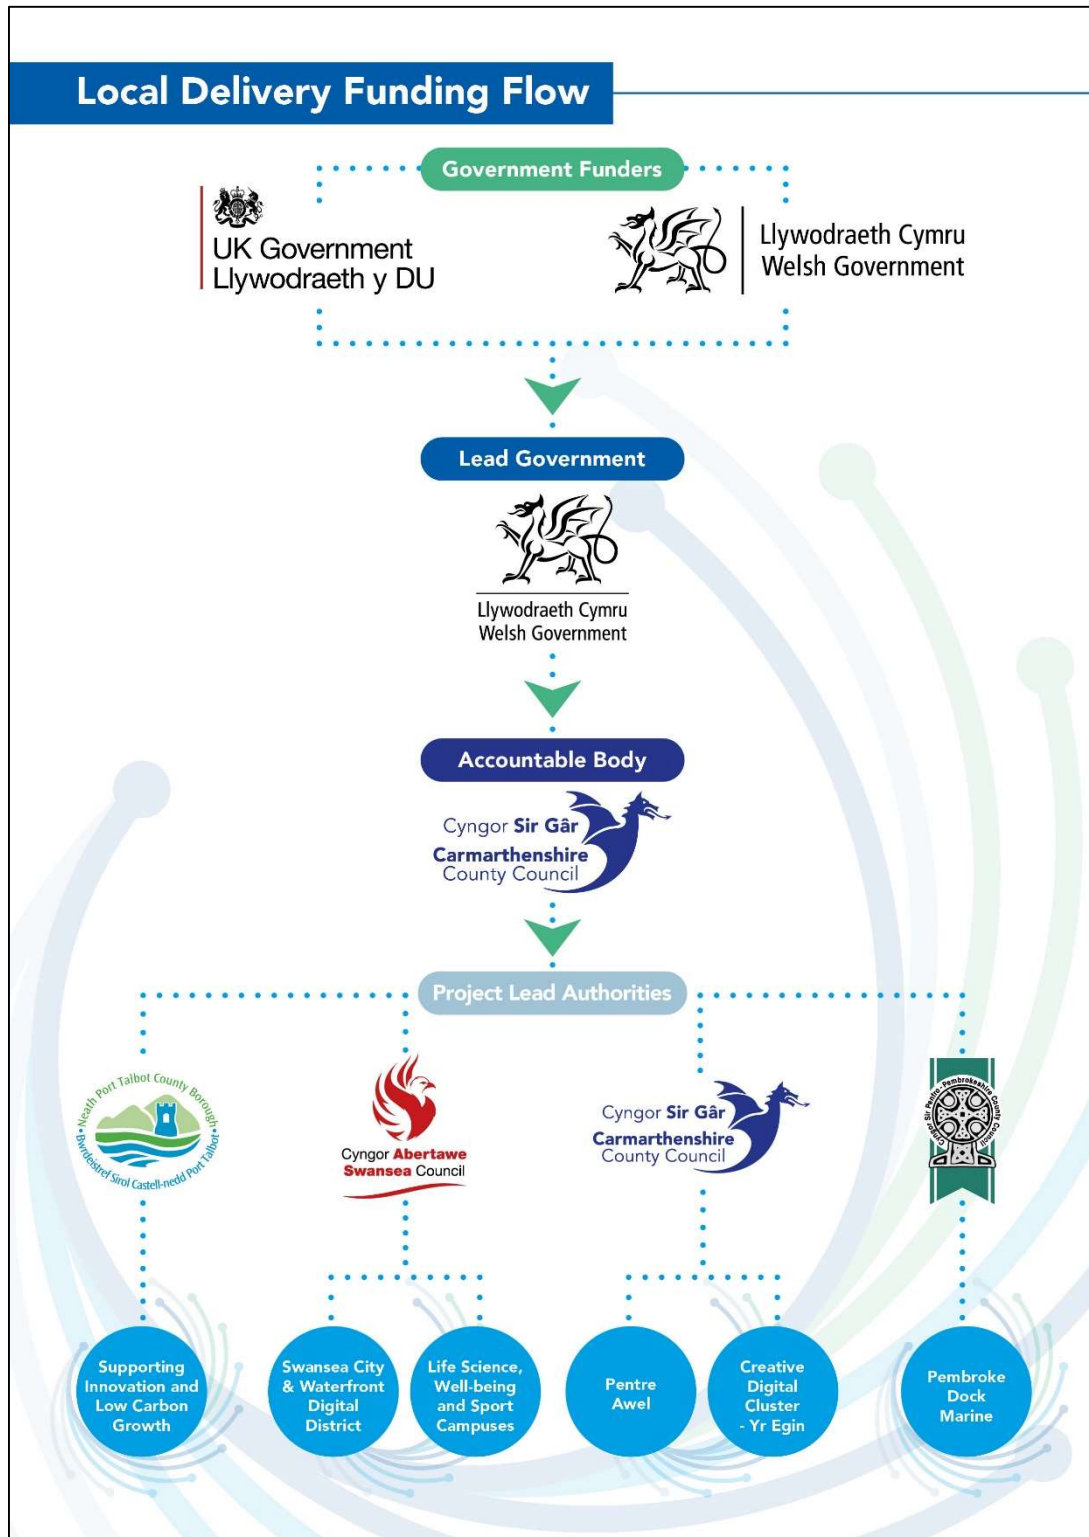 Local Delivery Funding Flow
Government Funders
UK Government
Llywodraeth y DU
Llywodraeth Cymru
Welsh Government
Lead Government
Llywodraeth Cymru
Welsh Government
Accountable Body
Cyngor Sir Gâr
Carmarthenshire
County Council
Project Lead Authorities
Neath Port Talbot County Borough
Bwrdeistref Sirol Castell-nedd Port Talbot
Cyngor Abertawe
Swansea Council
Cyngor Sir Gâr
Carmarthenshire
County Council
Cyngor Sir Penfro - Pembrokeshire County Council
Supporting
Innovation and
Low Carbon
Growth
Swansea City
& Waterfront
Digital
District
Life Science,
Well-being
and Sport
Campuses
Pentre
Awel
Creative
Digital
Cluster
- Yr Egin
Pembroke
Dock
Marine